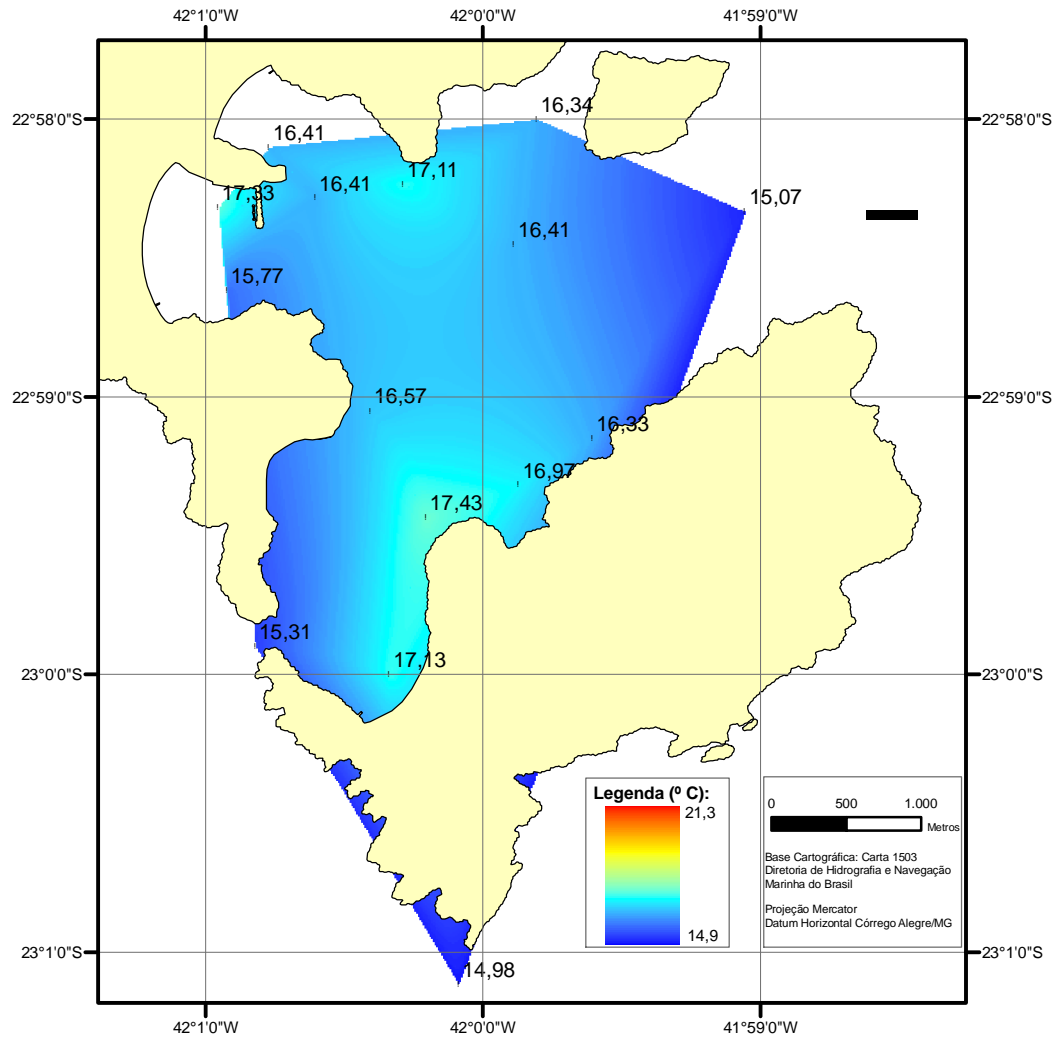 42°1'0"W 42°0'0"W 41°59'0"W
22°58'0"S 22°58'0"S
16,34
16,41
17,11
16,41
17,33
15,07
16,41
15,77
22°59'0"S 22°59'0"S
16,57
16,33
16,97
17,43
15,31
17,13
23°0'0"S 23°0'0"S
Legenda (º C):
21,3
14,9
0 500 1.000
Metros
Base Cartográfica: Carta 1503
Diretoria de Hidrografia e Navegação
Marinha do Brasil
Projeção Mercator
Datum Horizontal Córrego Alegre/MG
23°1'0"S 23°1'0"S
14,98
42°1'0"W 42°0'0"W 41°59'0"W